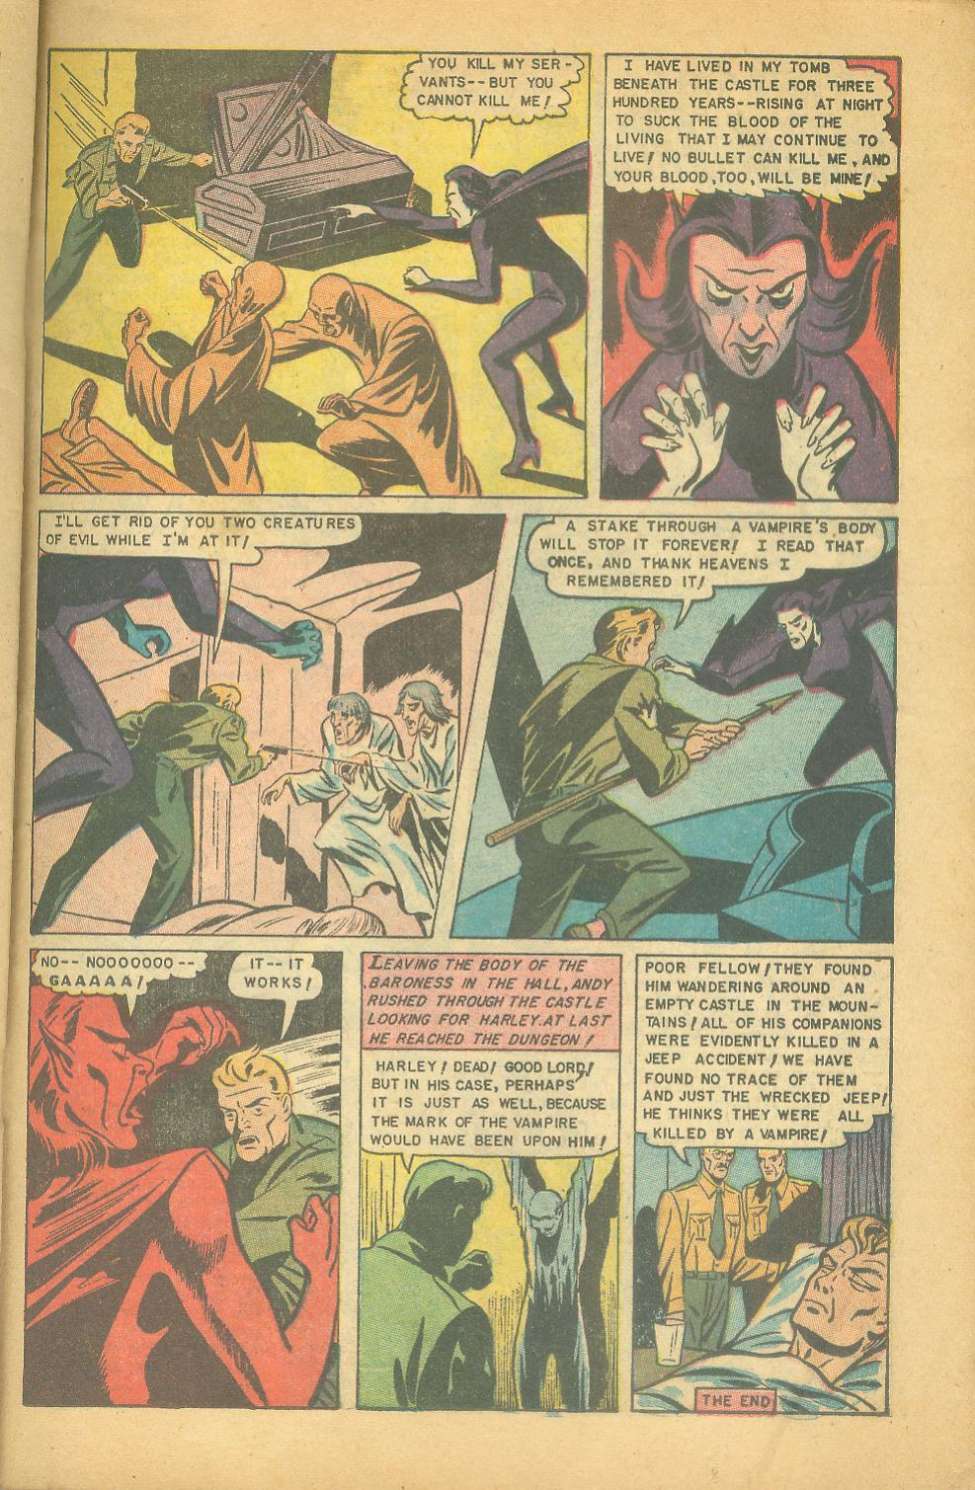 YOU KILL MY SER-
VANTS--BUT YOU
CANNOT KILL ME!
I HAVE LIVED IN MY TOMB
BENEATH THE CASTLE FOR THREE
HUNDRED YEARS--RISING AT NIGHT
TO SUCK THE BLOOD OF THE
LIVING THAT I MAY CONTINUE TO
LIVE! NO BULLET CAN KILL ME, AND
YOUR BLOOD, TOO, WILL BE MINE!
I'LL GET RID OF YOU TWO CREATURES
OF EVIL WHILE I'M AT IT!
A STAKE THROUGH A VAMPIRE'S BODY
WILL STOP IT FOREVER! I READ THAT
ONCE, AND THANK HEAVENS I
REMEMBERED IT!
NO-- NOOOOOOO--
GAAAAA!
IT--IT
WORKS!
LEAVING THE BODY OF THE
BARONESS IN THE HALL, ANDY
RUSHED THROUGH THE CASTLE
LOOKING FOR HARLEY. AT LAST
HE REACHED THE DUNGEON!
HARLEY! DEAD! GOOD LORD!
BUT IN HIS CASE, PERHAPS
IT IS JUST AS WELL, BECAUSE
THE MARK OF THE VAMPIRE
WOULD HAVE BEEN UPON HIM!
POOR FELLOW! THEY FOUND
HIM WANDERING AROUND AN
EMPTY CASTLE IN THE MOUN-
TAINS! ALL OF HIS COMPANIONS
WERE EVIDENTLY KILLED IN A
JEEP ACCIDENT! WE HAVE
FOUND NO TRACE OF THEM
AND JUST THE WRECKED JEEP!
HE THINKS THEY WERE ALL
KILLED BY A VAMPIRE!
THE END